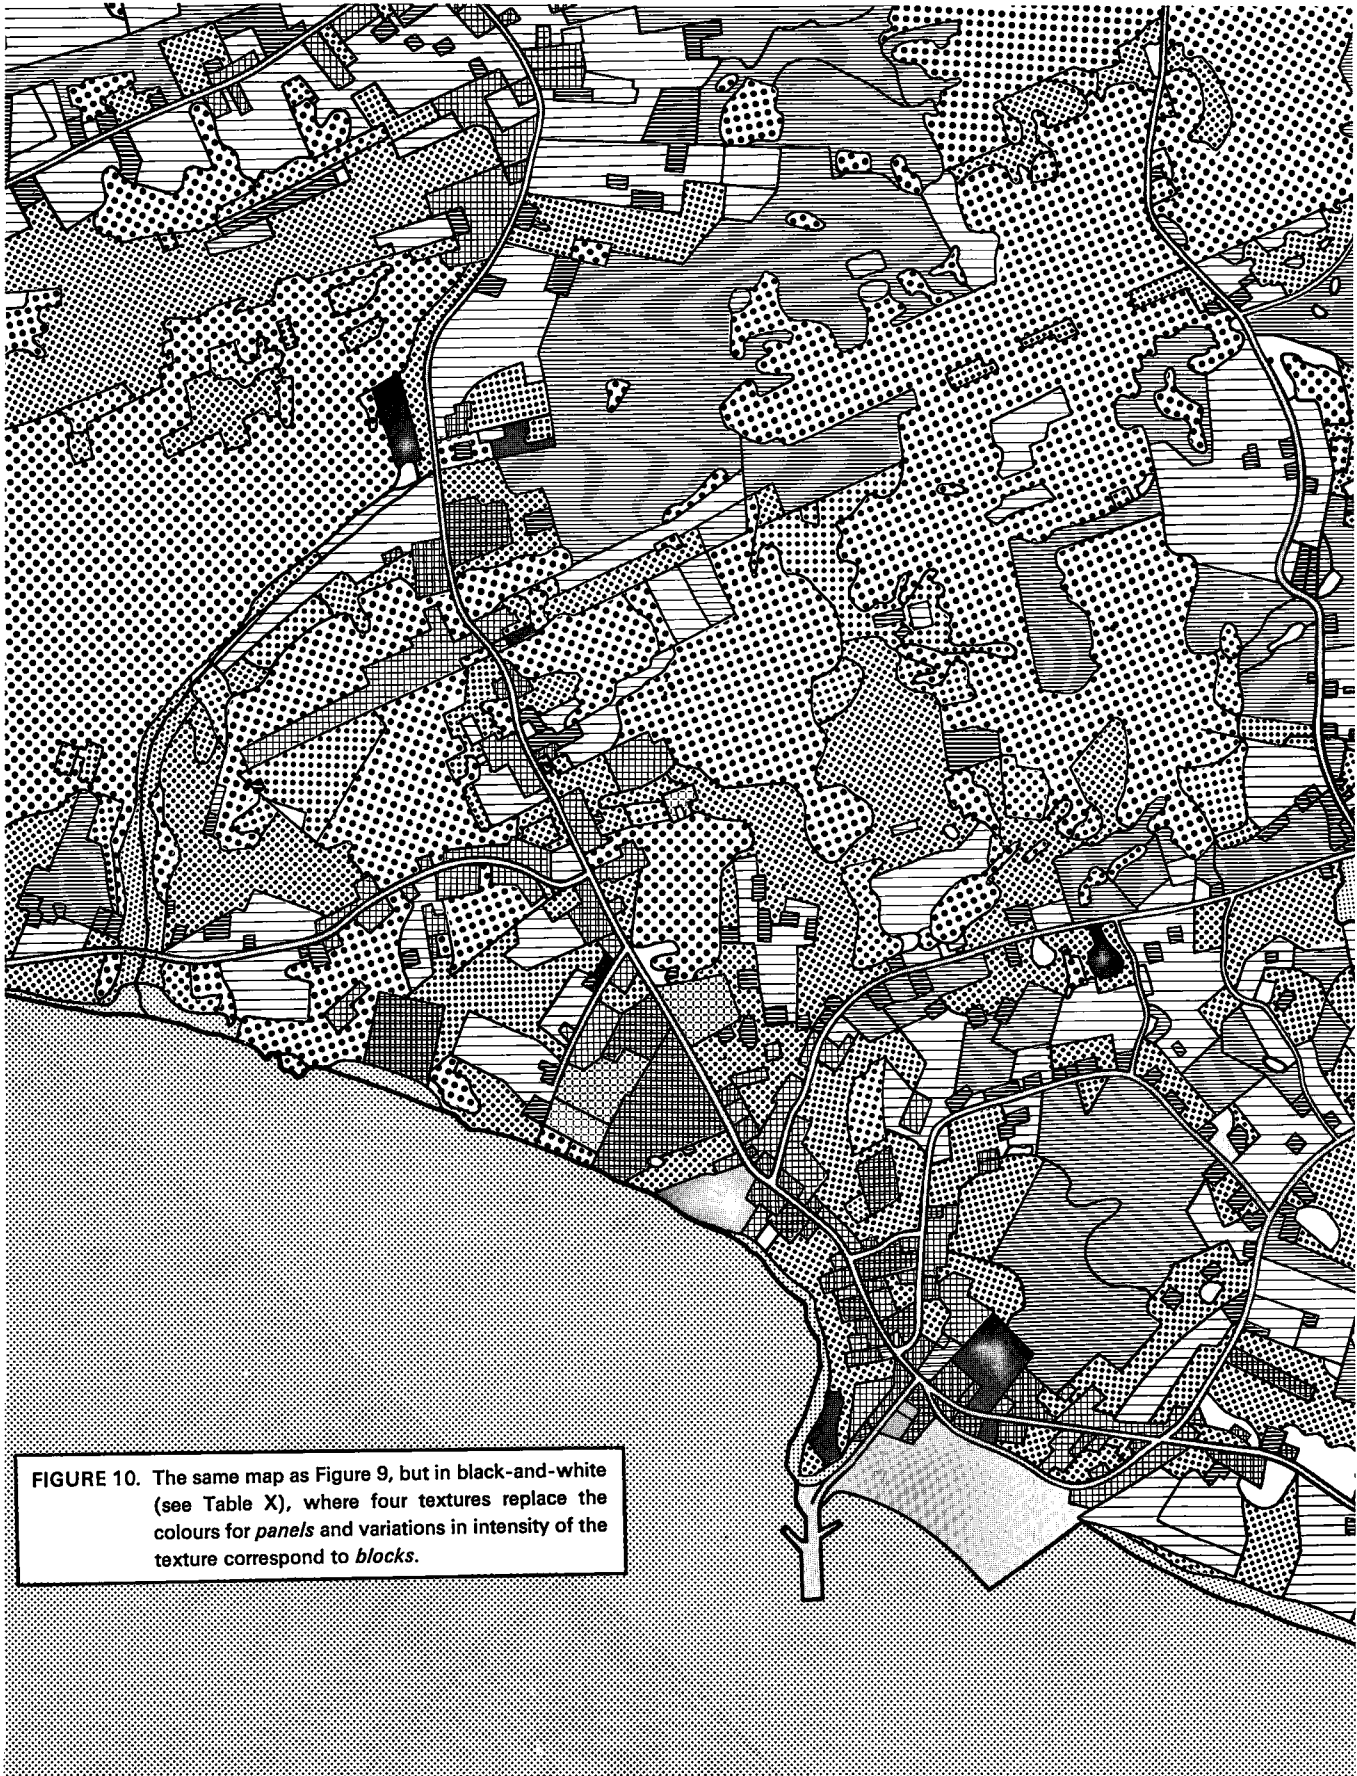 FIGURE 10. The same map as Figure 9, but in black-and-white
(see Table X), where four textures replace the
colours for panels and variations in intensity of the
texture correspond to blocks.